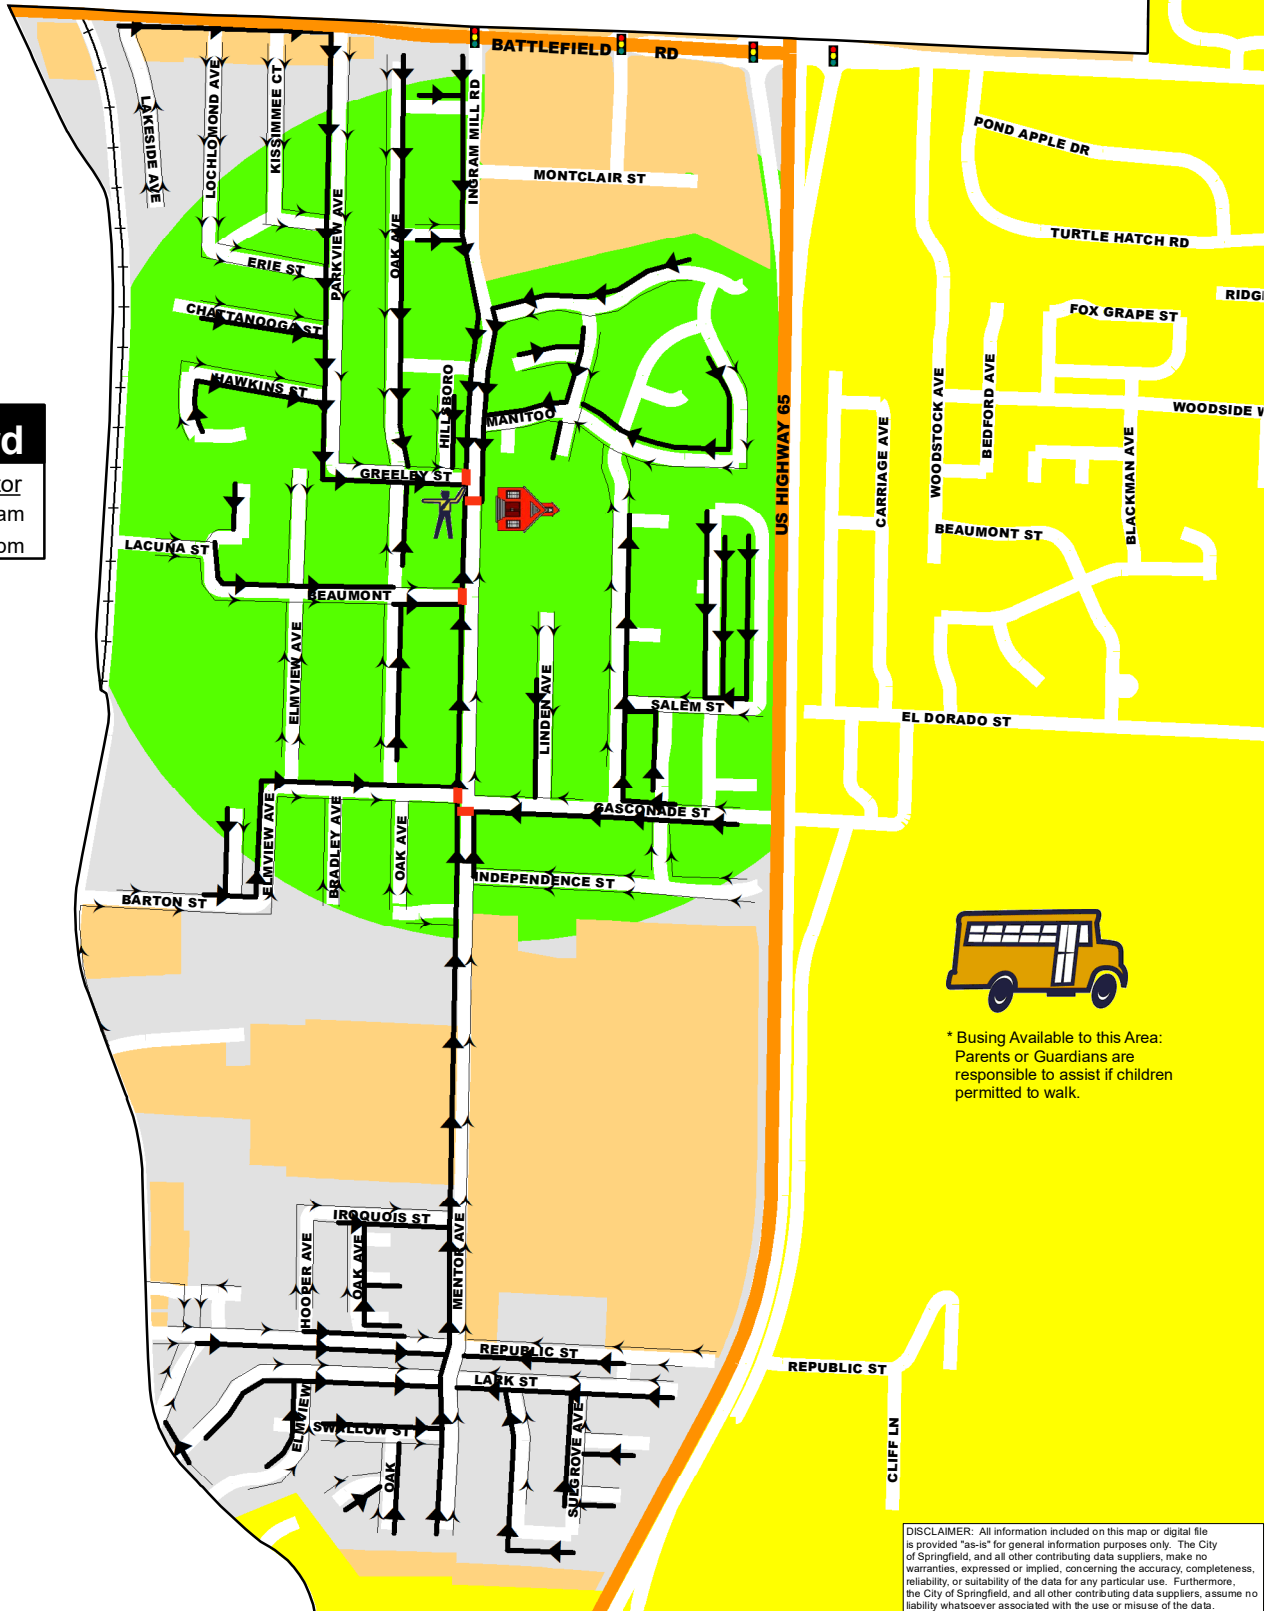 BATTLEFIELD RD
LAKESIDE AVE
LOCHLOMOND AVE
KISSIMMEE CT
PARKVIEW AVE
OAK AVE
INGRAM MILL RD
MONTCLAIR ST
POND APPLE DR
TURTLE HATCH RD
ERIE ST
CHATTANOOGA ST
HAWKINS ST
HILLSBORO
MANITOO
GREELEY ST
US HIGHWAY 65
FOX GRAPE ST
WOODSTOCK AVE
BEDFORD AVE
CARRIAGE AVE
BLACKMAN AVE
BEAUMONT ST
d
tor
am
om
LACUNA ST
BEAUMONT
ELMVIEW AVE
LINDEN AVE
SALEM ST
EL DORADO ST
GASCONADE ST
ELMVIEW AVE
BRADLEY AVE
OAK AVE
INDEPENDENCE ST
BARTON ST
* Busing Available to this Area:
Parents or Guardians are
responsible to assist if children
permitted to walk.
IROQUOIS ST
HOOPER AVE
OAK AVE
MENTOR AVE
REPUBLIC ST
REPUBLIC ST
LARK ST
ELMVIEW
SWALLOW ST
OAK
SULGROVE AVE
CLIFF LN
DISCLAIMER: All information included on this map or digital file
is provided "as-is" for general information purposes only. The City
of Springfield, and all other contributing data suppliers, make no
warranties, expressed or implied, concerning the accuracy, completeness,
reliability, or suitability of the data for any particular use. Furthermore,
the City of Springfield, and all other contributing data suppliers, assume no
liability whatsoever associated with the use or misuse of the data.